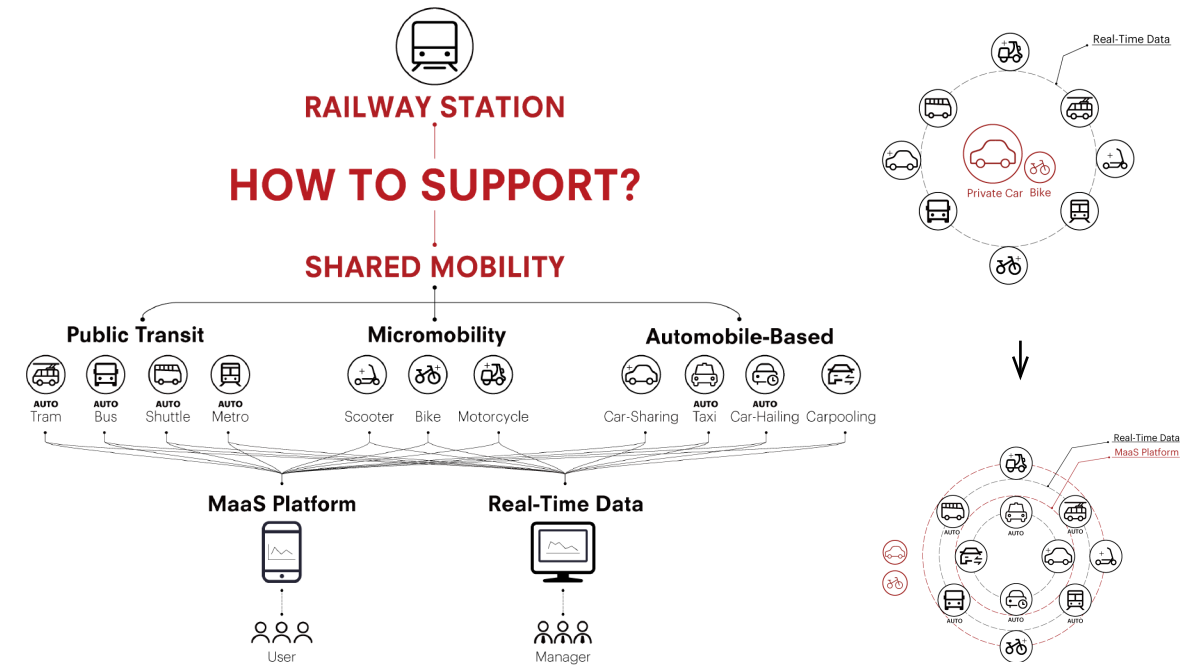 RAILWAY STATION
HOW TO SUPPORT?
SHARED MOBILITY
Public Transit
Micromobility
Automobile-Based
AUTO
AUTO
AUTO
AUTO
AUTO
AUTO
Tram
Bus
Shuttle
Metro
Scooter
Bike
Motorcycle
Car-Sharing
Taxi
Car-Hailing
Carpooling
MaaS Platform
Real-Time Data
User
Manager
Real-Time Data
Private Car
Bike
Real-Time Data
MaaS Platform
AUTO
AUTO
AUTO
AUTO
AUTO
AUTO